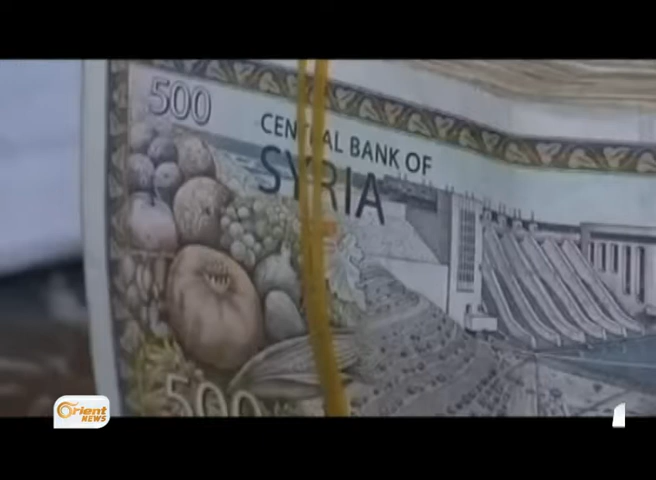 500
CENTRAL BANK OF
SYRIA
500
Orient
NEWS